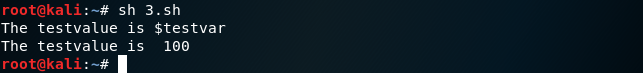 root@kali:~# sh 3.sh
The testvalue is $testvar
The testvalue is  100
root@kali:~#